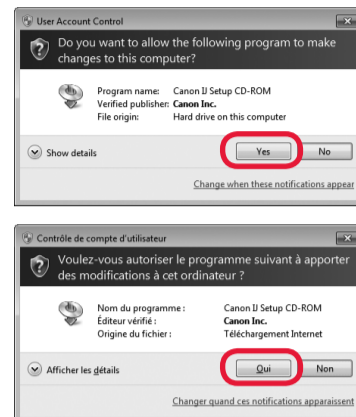 User Account Control
Do you want to allow the following program to make
changes to this computer?
Program name: Canon IJ Setup CD-ROM
Verified publisher: Canon Inc.
File origin: Hard drive on this computer
Show details
Yes
No
Change when these notifications appear
Contrôle de compte d'utilisateur
Voulez-vous autoriser le programme suivant à apporter
des modifications à cet ordinateur ?
Nom du programme : Canon IJ Setup CD-ROM
Éditeur vérifié : Canon Inc.
Origine du fichier : Téléchargement Internet
Afficher les détails
Oui
Non
Changer quand ces notifications apparaissent